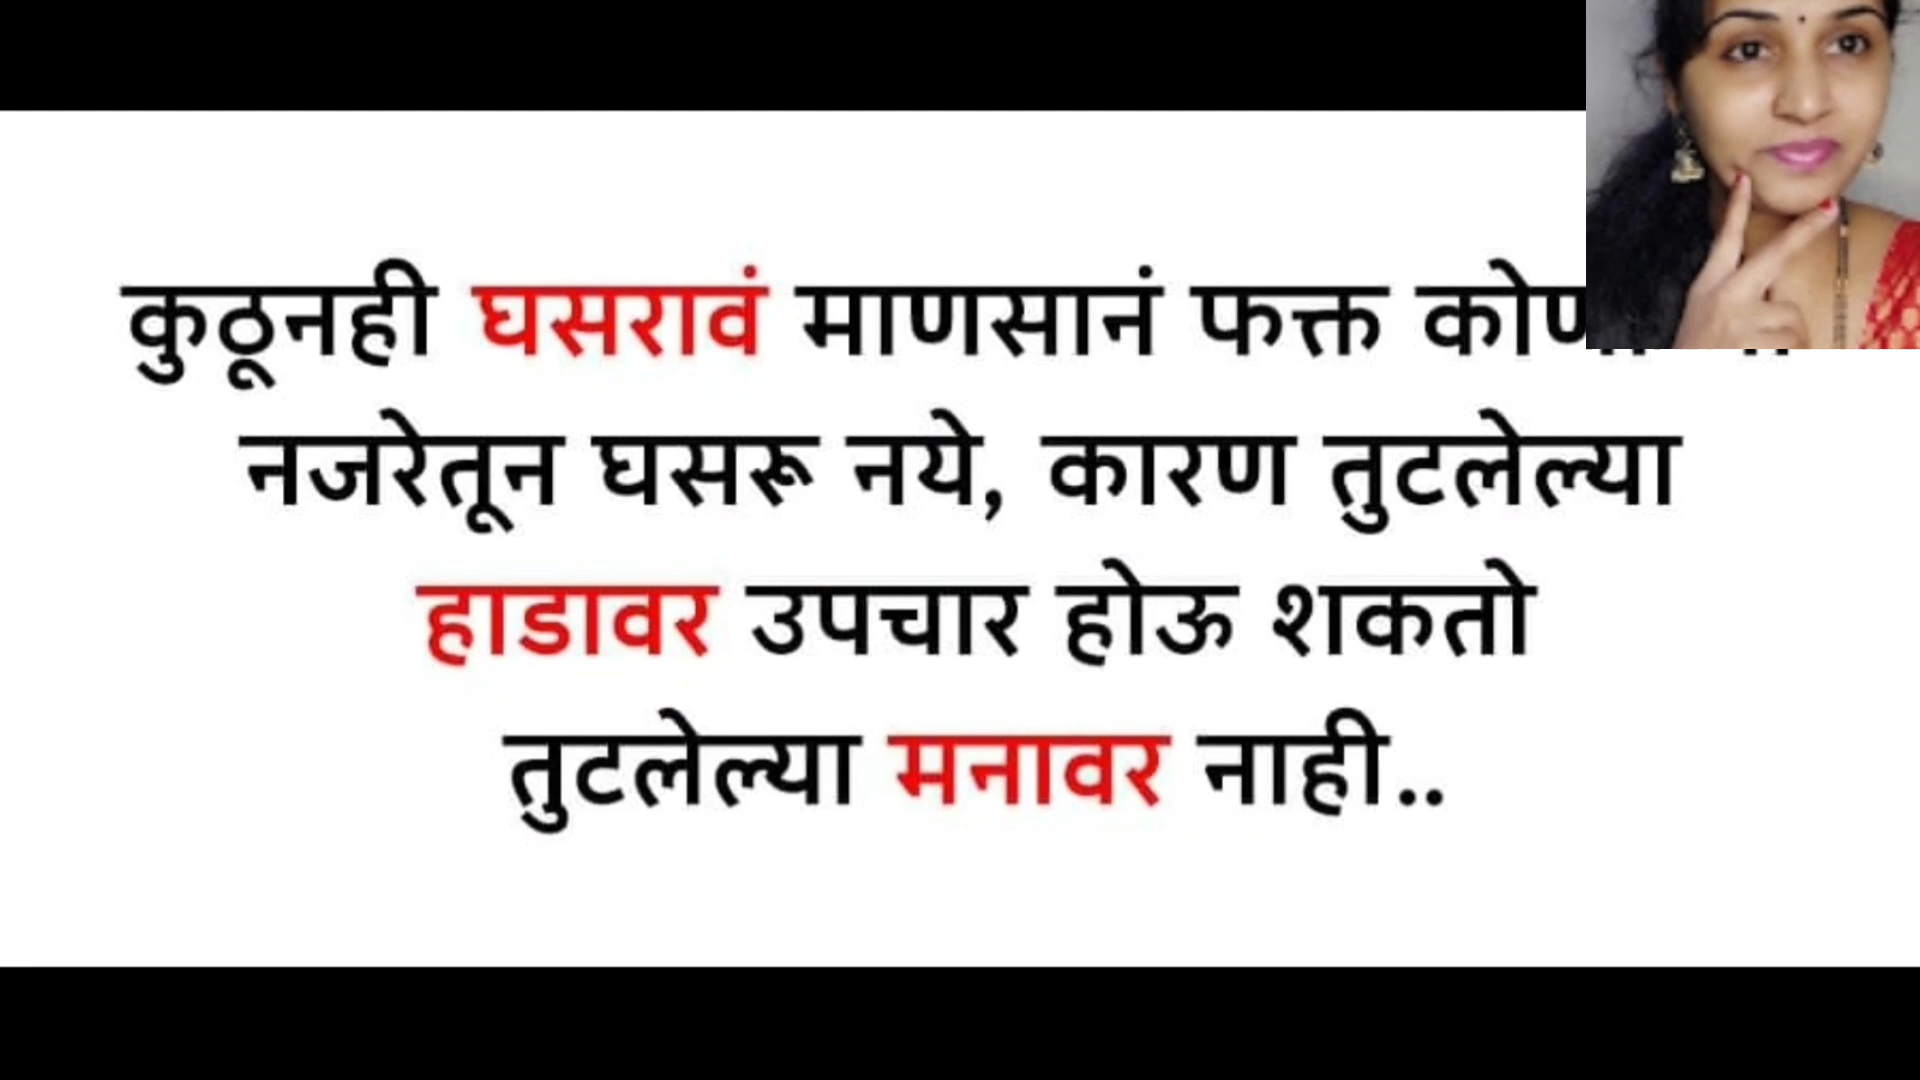 कुठूनही घसरावं माणसानं फक्त
नजरेतून घसरू नये, कारण तुटलेल्या
हाडावर उपचार होऊ शकतो
तुटलेल्या मनावर नाही..